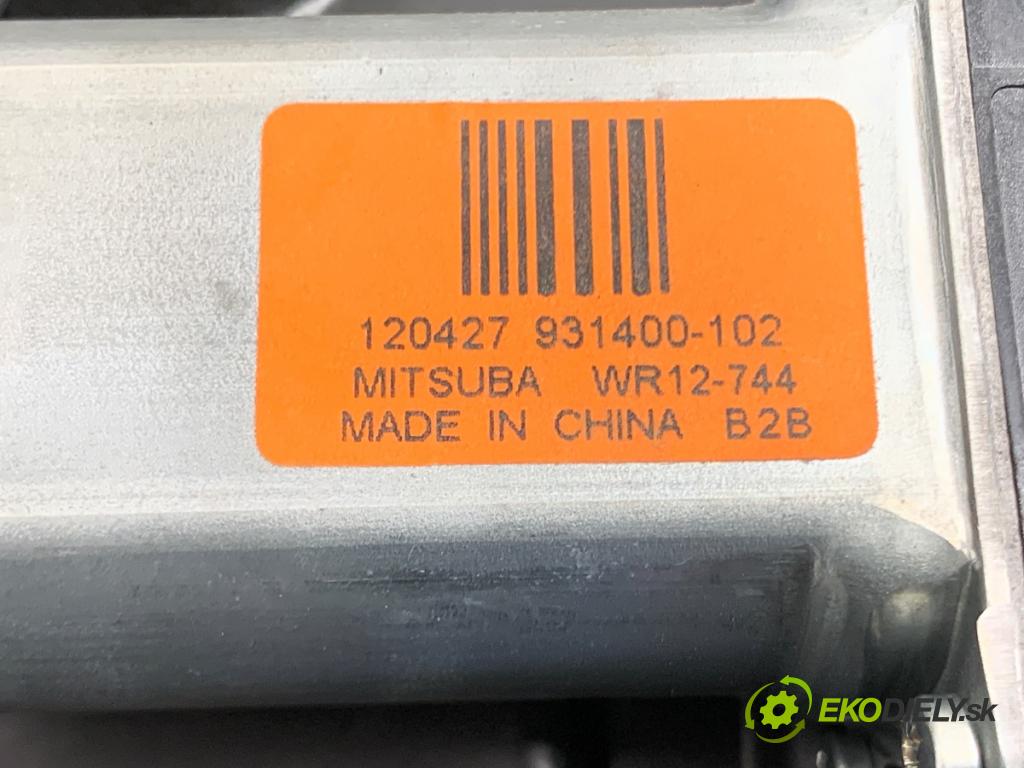 120427 931400-102
MITSUBA WR12-744
MADE IN CHINA B2B
EKODIELY.sk